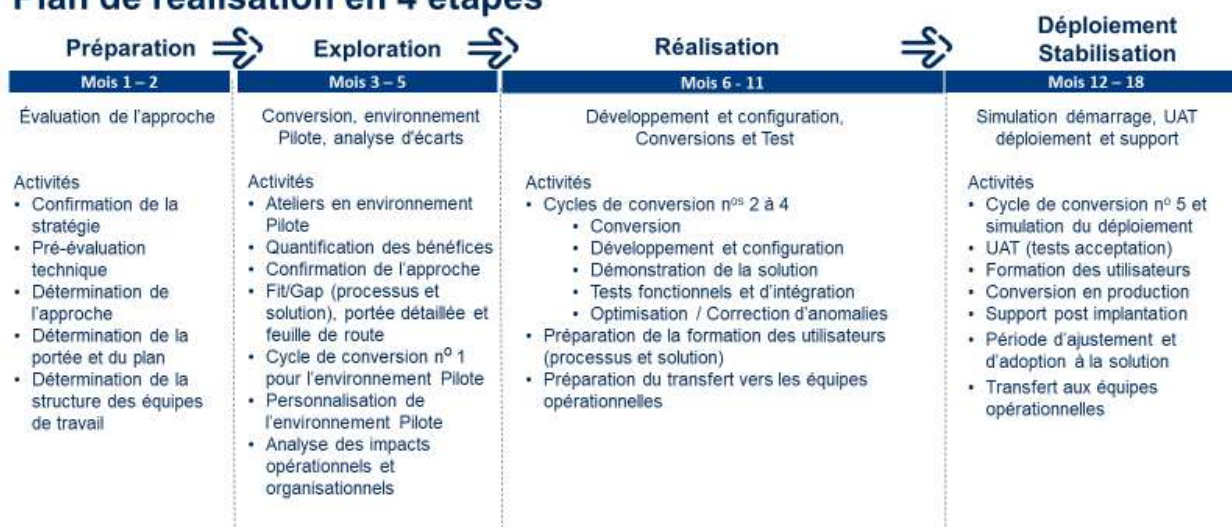 Plan de réalisation en 4 étapes
Préparation
Mois 1 – 2
Évaluation de l'approche
Activités
• Confirmation de la
stratégie
• Pré-évaluation
technique
• Détermination de
l'approche
• Détermination de la
portée et du plan
• Détermination de la
structure des équipes
de travail
Exploration
Mois 3 – 5
Conversion, environnement
Pilote, analyse d'écarts
Activités
• Ateliers en environnement
Pilote
• Quantification des bénéfices
• Confirmation de l'approche
• Fit/Gap (processus et
solution), portée détaillée et
feuille de route
• Cycle de conversion nº 1
pour l'environnement Pilote
• Personnalisation de
l'environnement Pilote
• Analyse des impacts
opérationnels et
organisationnels
Réalisation
Mois 6 - 11
Développement et configuration,
Conversions et Test
Activités
• Cycles de conversion nᵒˢ 2 à 4
• Conversion
• Développement et configuration
• Démonstration de la solution
• Tests fonctionnels et d'intégration
• Optimisation / Correction d'anomalies
• Préparation de la formation des utilisateurs
(processus et solution)
• Préparation du transfert vers les équipes
opérationnelles
Déploiement
Stabilisation
Mois 12 – 18
Simulation démarrage, UAT
déploiement et support
Activités
• Cycle de conversion nº 5 et
simulation du déploiement
• UAT (tests acceptation)
• Formation des utilisateurs
• Conversion en production
• Support post implantation
• Période d'ajustement et
d'adoption à la solution
• Transfert aux équipes
opérationnelles